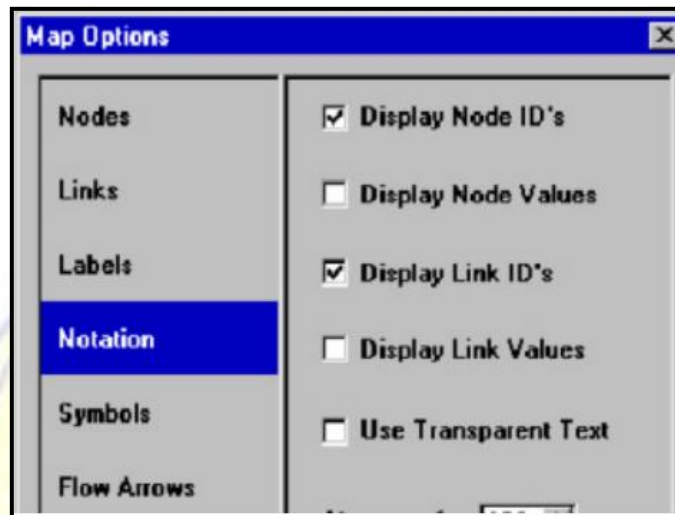 Map Options
Nodes
Links
Labels
Notation
Symbols
Flow Arrows
Display Node ID's
Display Node Values
Display Link ID's
Display Link Values
Use Transparent Text